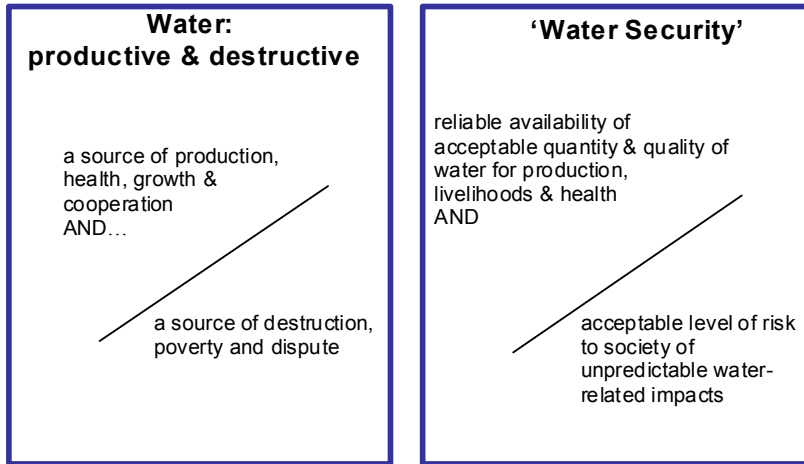 Water:
productive & destructive
a source of production,
health, growth &
cooperation
AND…
a source of destruction,
poverty and dispute
‘Water Security’
reliable availability of
acceptable quantity & quality of
water for production,
livelihoods & health
AND
acceptable level of risk
to society of
unpredictable water-
related impacts